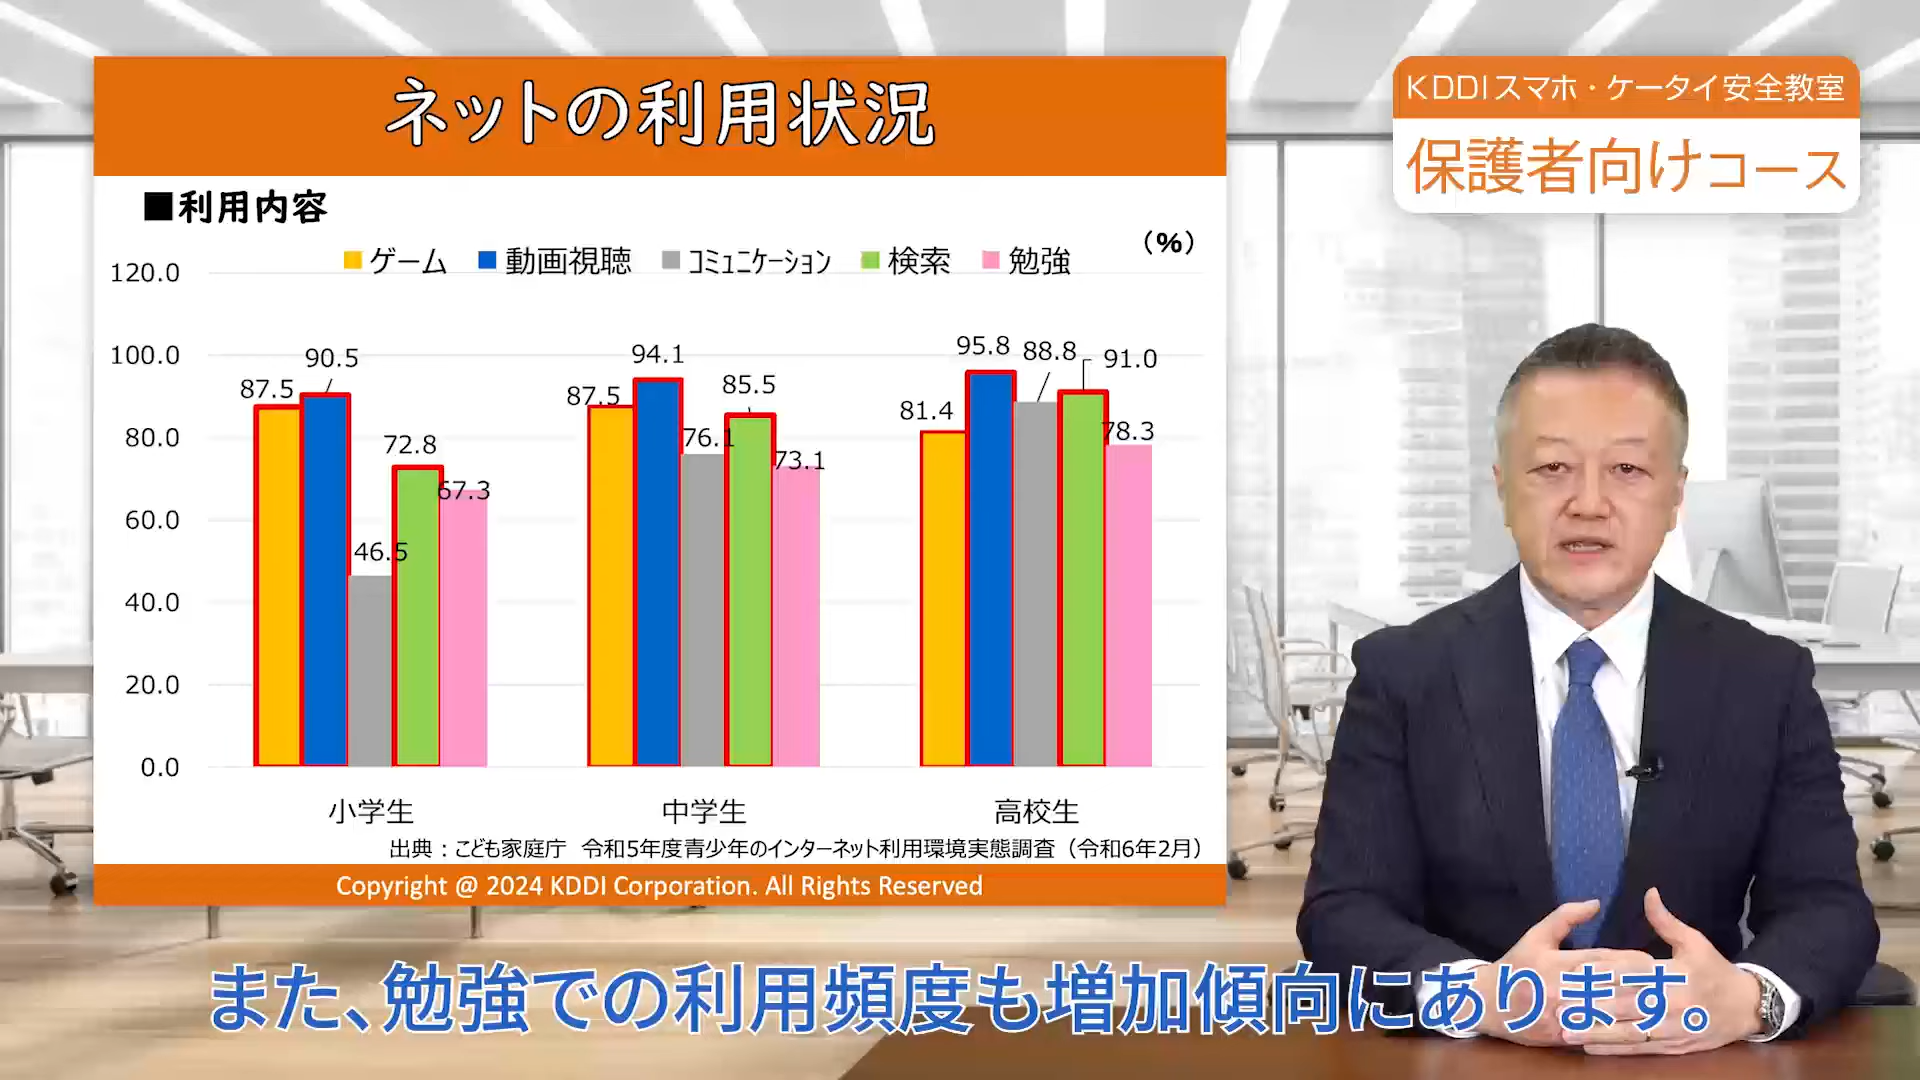 ネットの利用状況
KDDIスマホ・ケータイ安全教室
保護者向けコース
■利用内容
(%)
ゲーム 動画視聴 ｺﾐｭﾆｹｰｼｮﾝ 検索 勉強
120.0
100.0
80.0
60.0
40.0
20.0
0.0
87.5 90.5 46.5 72.8 67.3
87.5 94.1 76.1 85.5 73.1
81.4 95.8 88.8 91.0 78.3
小学生 中学生 高校生
出典：こども家庭庁 令和5年度青少年のインターネット利用環境実態調査（令和6年2月）
Copyright @ 2024 KDDI Corporation. All Rights Reserved
また、勉強での利用頻度も増加傾向にあります。